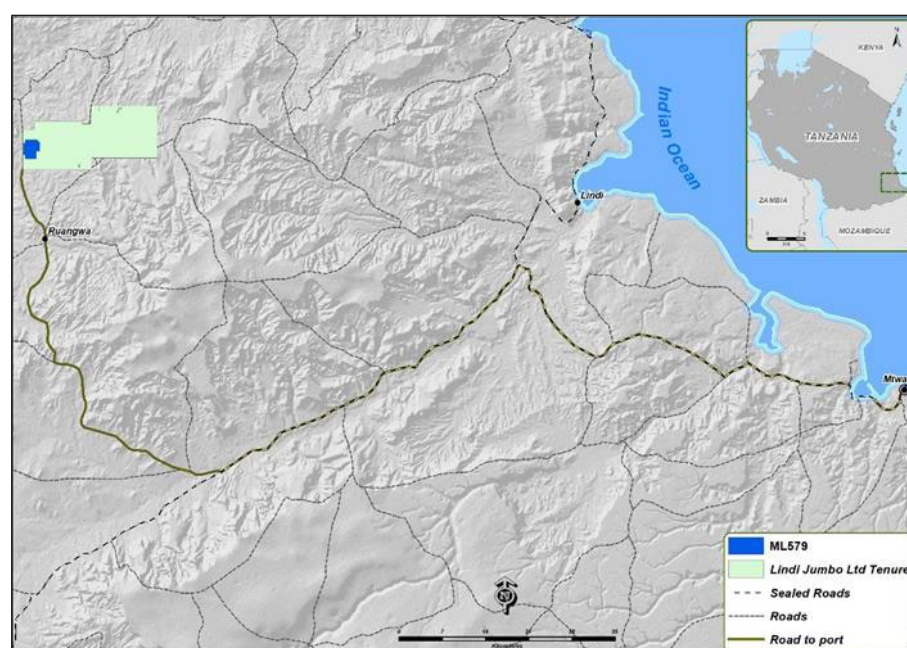 KENYA
TANZANIA
ZAMBIA
MOZAMBIQUE
Indian Ocean
Lindi
Ruangwa
Mtwa
N
ML579
Lindi Jumbo Ltd Tenure
Sealed Roads
Roads
Road to port
Kilometres